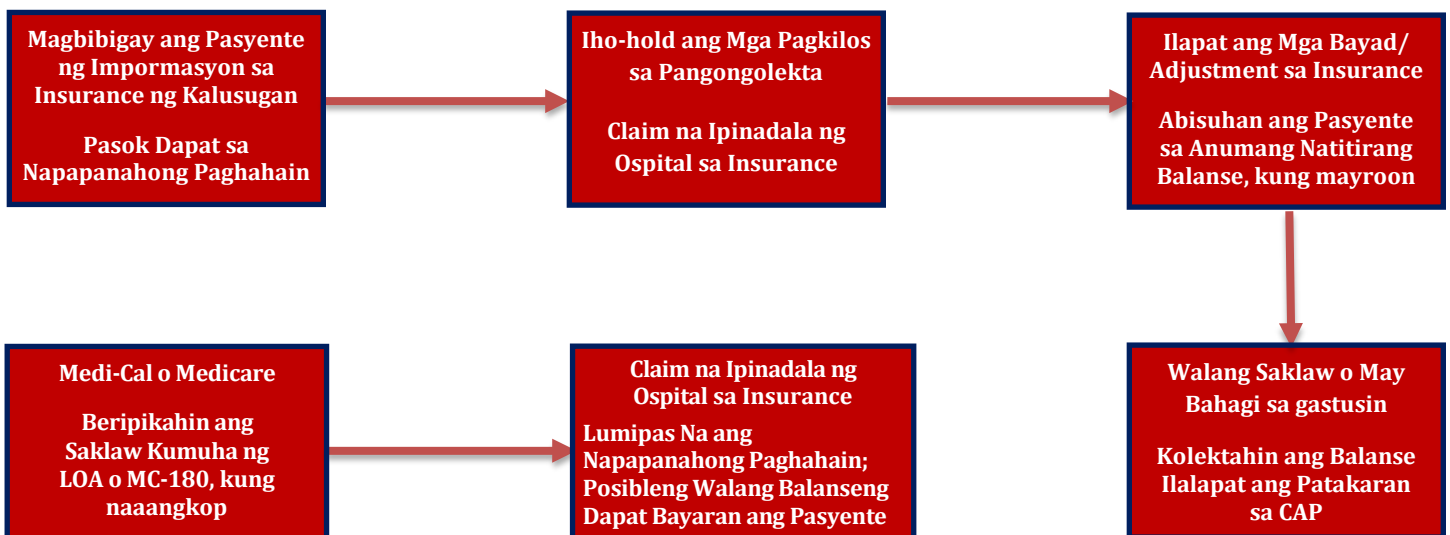 Magbibigay ang Pasyente
ng Impormasyon sa
Insurance ng Kalusugan
Pasok Dapat sa
Napapanahong Paghahain
Iho-hold ang Mga Pagkilos
sa Pangongolekta
Claim na Ipinadala ng
Ospital sa Insurance
Ilapat ang Mga Bayad/
Adjustment sa Insurance
Abisuhan ang Pasyente
sa Anumang Natitirang
Balanse, kung mayroon
Medi-Cal o Medicare
Beripikahin ang
Saklaw Kumuha ng
LOA o MC-180, kung
naaangkop
Claim na Ipinadala ng
Ospital sa Insurance
Lumipas Na ang
Napapanahong Paghahain;
Posibleng Walang Balanseng
Dapat Bayaran ang Pasyente
Walang Saklaw o May
Bahagi sa gastusin
Kolektahin ang Balanse
Ilalapat ang Patakaran
sa CAP